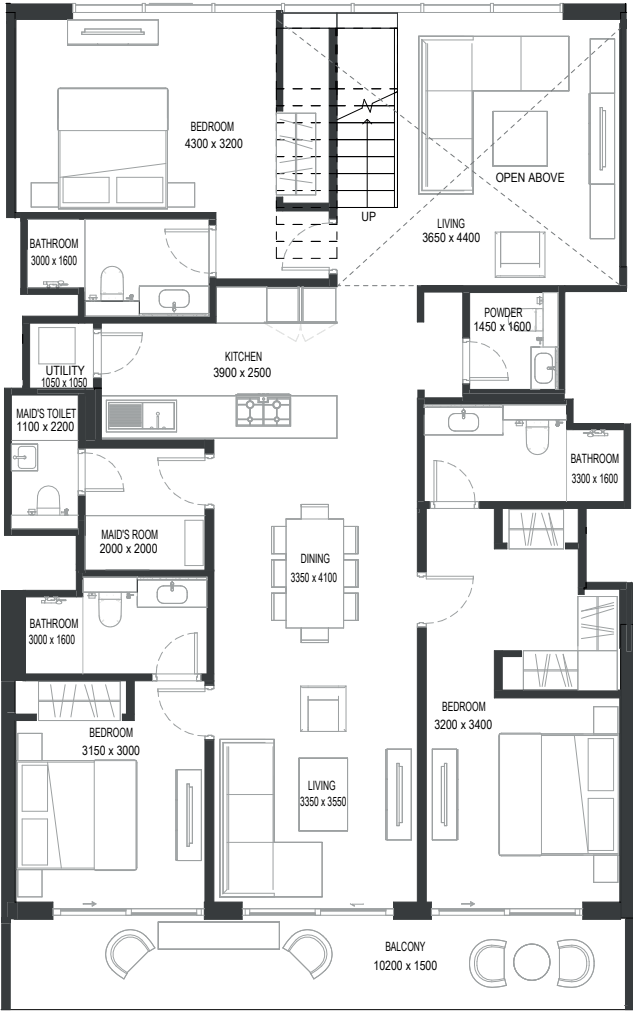 BEDROOM
4300 x 3200
OPEN ABOVE
UP
LIVING
3650 x 4400
BATHROOM
3000 x 1600
POWDER
1450 x 1600
KITCHEN
3900 x 2500
UTILITY
1050 x 1050
MAID'S TOILET
1100 x 2200
BATHROOM
3300 x 1600
MAID'S ROOM
2000 x 2000
DINING
3350 x 4100
BATHROOM
3000 x 1600
BEDROOM
3150 x 3000
BEDROOM
3200 x 3400
LIVING
3350 x 3550
BALCONY
10200 x 1500